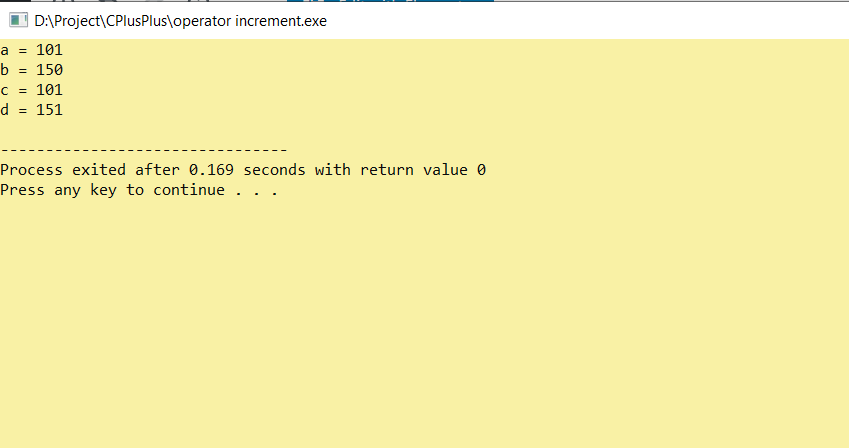 D:\Project\CPlusPlus\operator increment.exe
a = 101
b = 150
c = 101
d = 151
--------------------------------
Process exited after 0.169 seconds with return value 0
Press any key to continue . . .